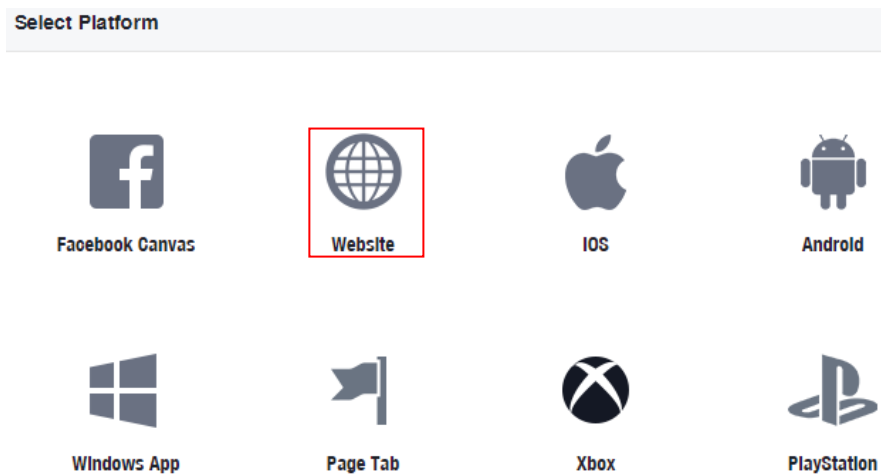 Select Platform
Facebook Canvas
Website
iOS
Android
Windows App
Page Tab
Xbox
PlayStation